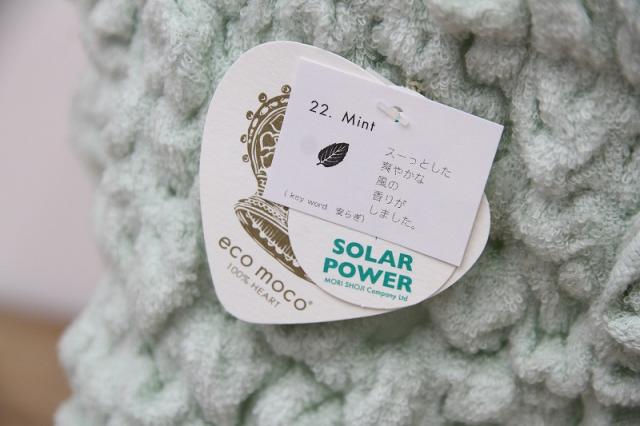 22. Mint
スーっとした
爽やかな
風の
香りが
しました。
( key word 安らぎ)
SOLAR
POWER
MORI SHOJI Company Ltd
eco moco®
100% HEART